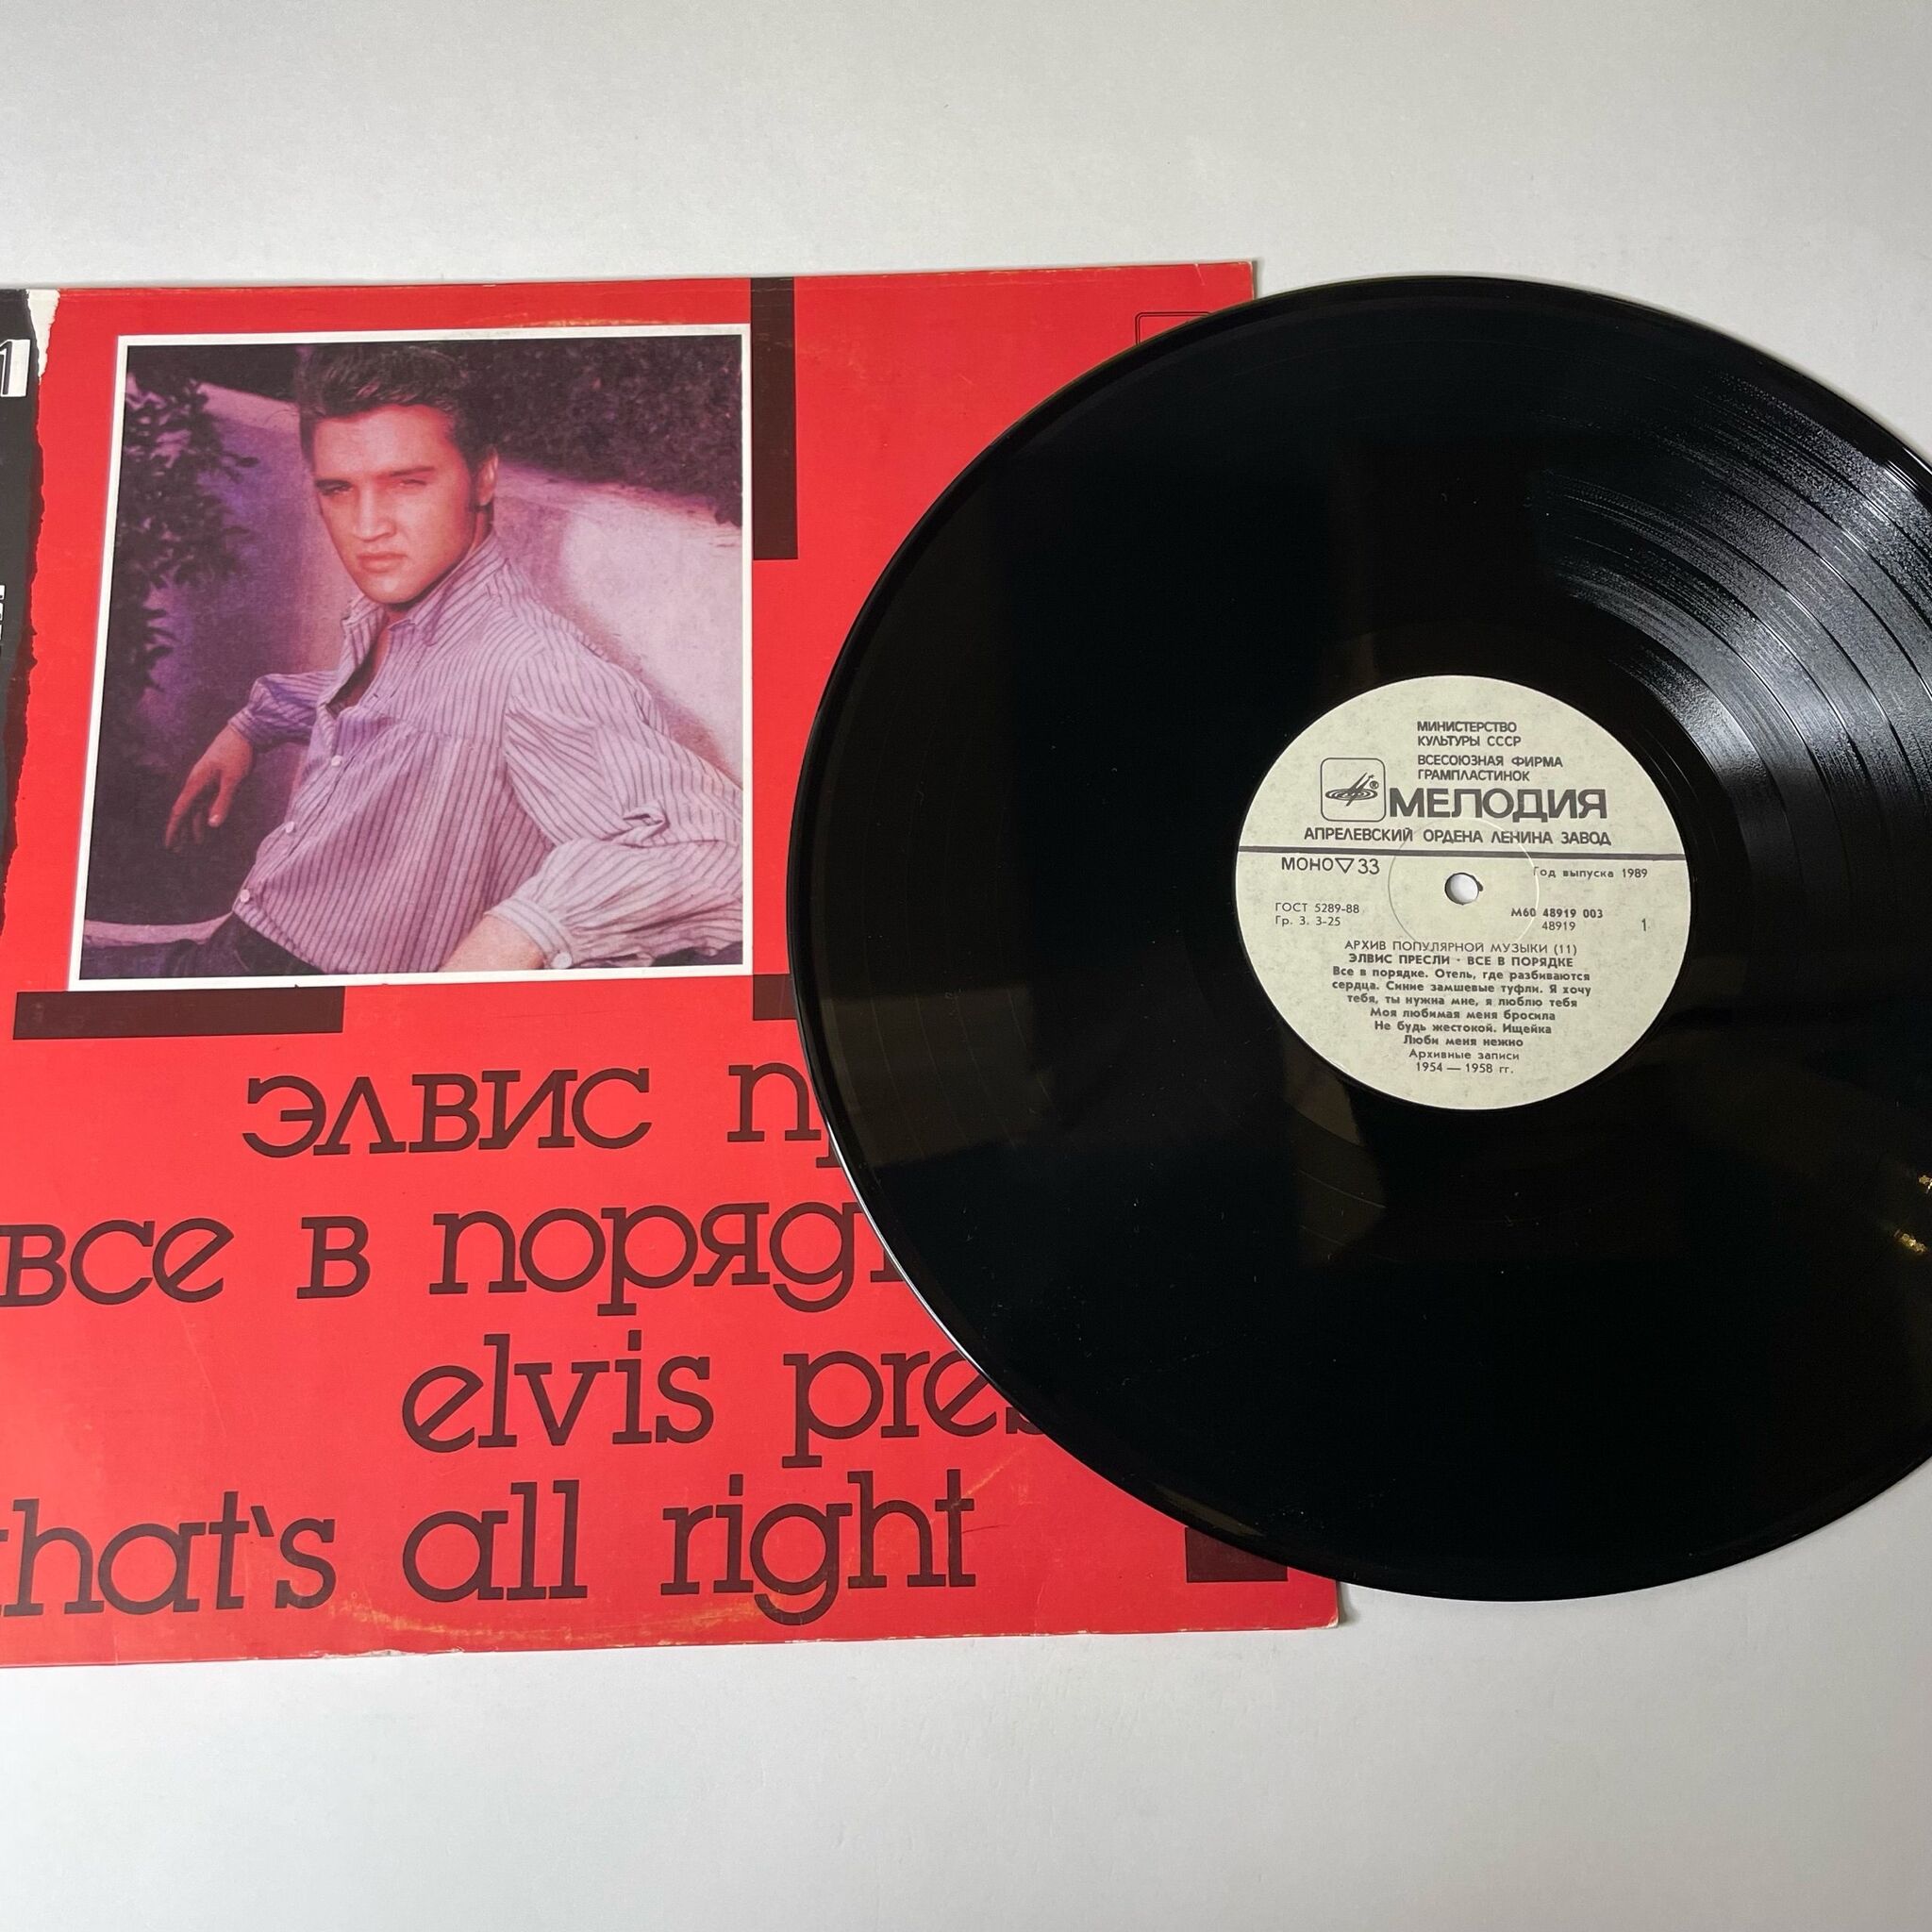 1
элвис
все в
elvis
that's all right
МИНИСТЕРСТВО
КУЛЬТУРЫ СССР
ВСЕСОЮЗНАЯ ФИРМА
ГРАМПЛАСТИНОК
МЕЛОДИЯ
АПРЕЛЕВСКИЙ ОРДЕНА ЛЕНИНА ЗАВОД
МОНО ▽ 33
Год выпуска 1989
ГОСТ 5289-88
Гр. 3. 3-25
М60 48919 003
48919
1
АРХИВ ПОПУЛЯРНОЙ МУЗЫКИ (11)
ЭЛВИС ПРЕСЛИ · ВСЕ В ПОРЯДКЕ
Все в порядке. Отель, где разбиваются
сердца. Синие замшевые туфли. Я хочу
тебя, ты нужна мне, я люблю тебя
Моя любимая меня бросила
Не будь жестокой. Ищейка
Люби меня нежно
Архивные записи
1954 — 1958 гг.